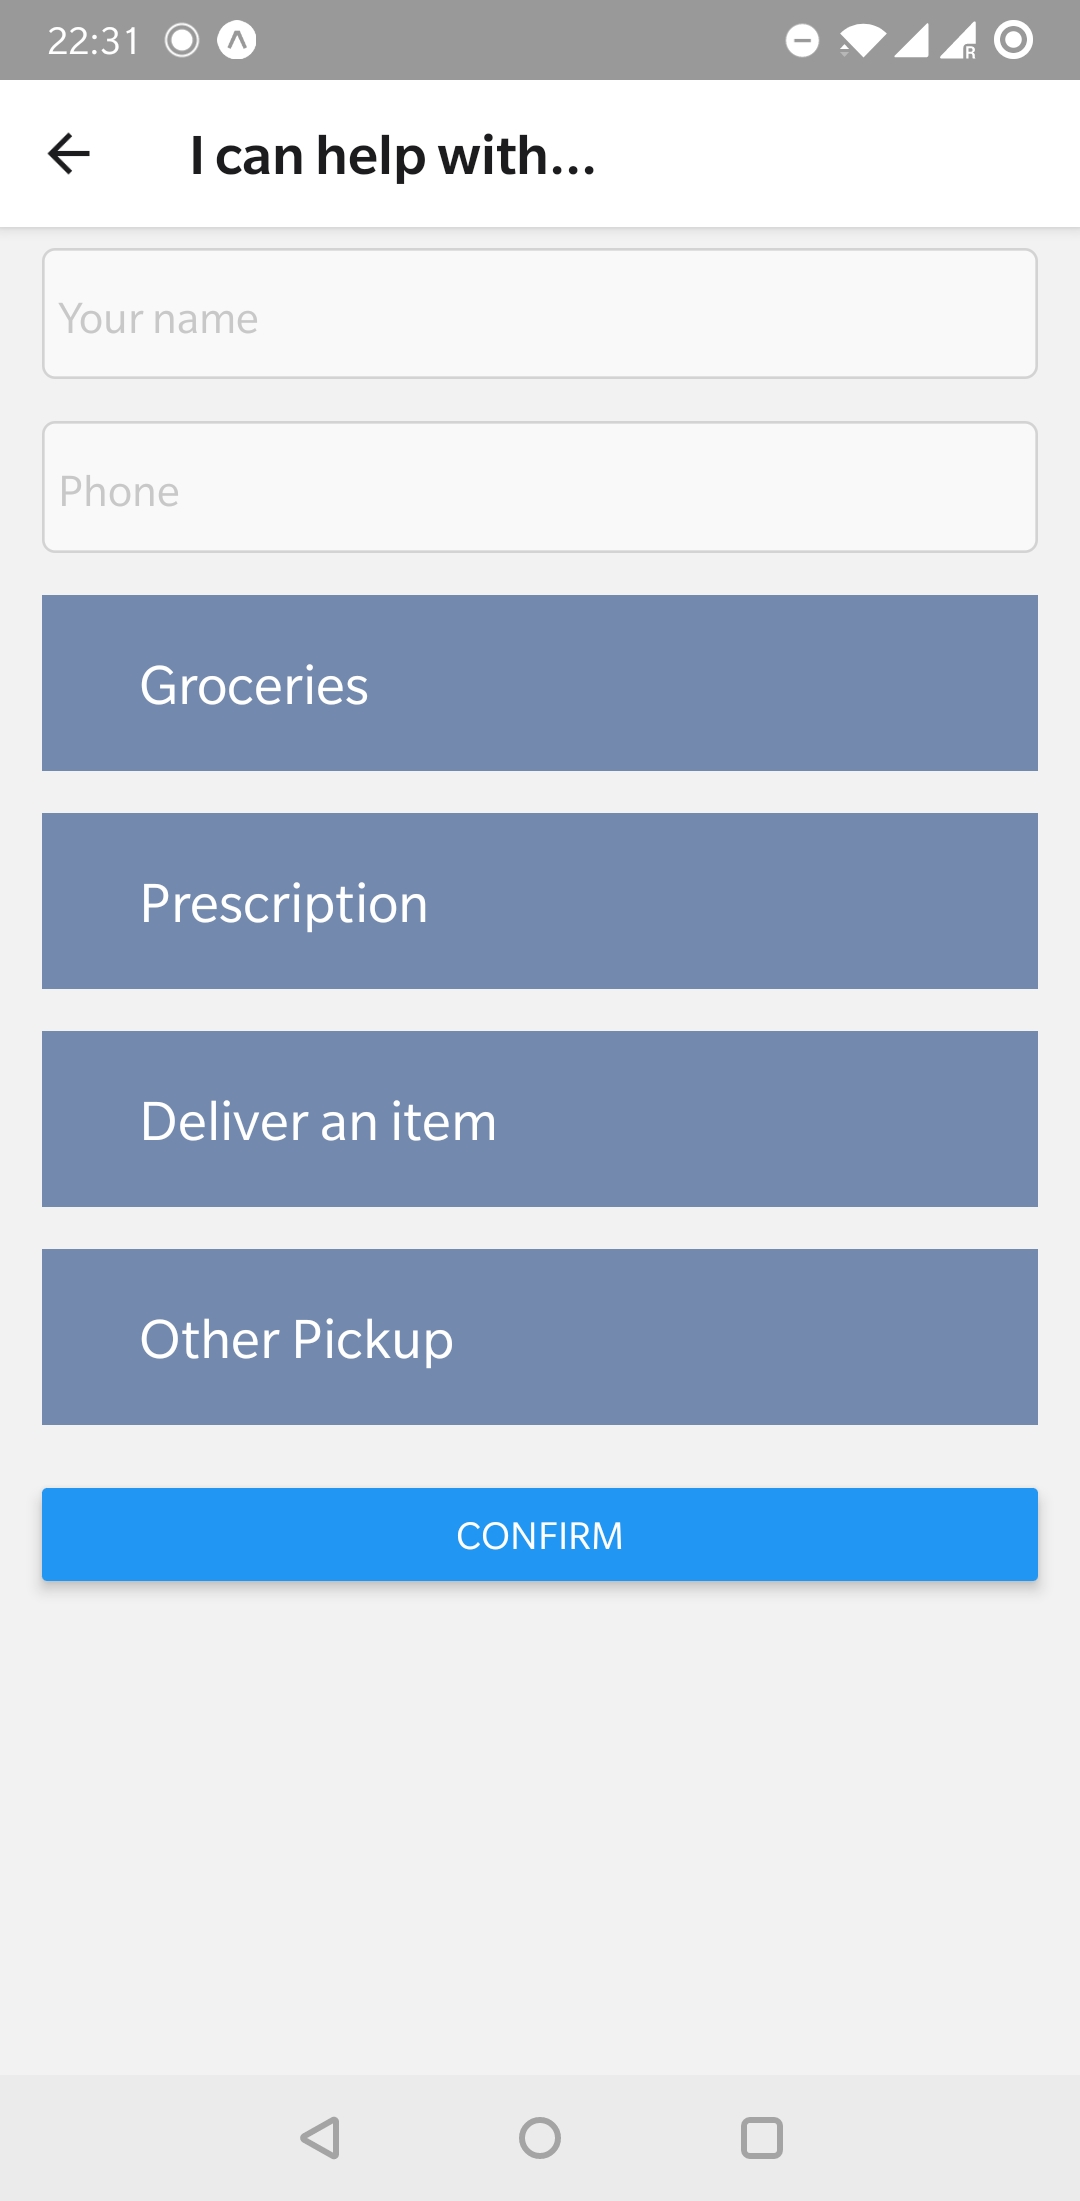 22:31
I can help with...
Your name
Phone
Groceries
Prescription
Deliver an item
Other Pickup
CONFIRM